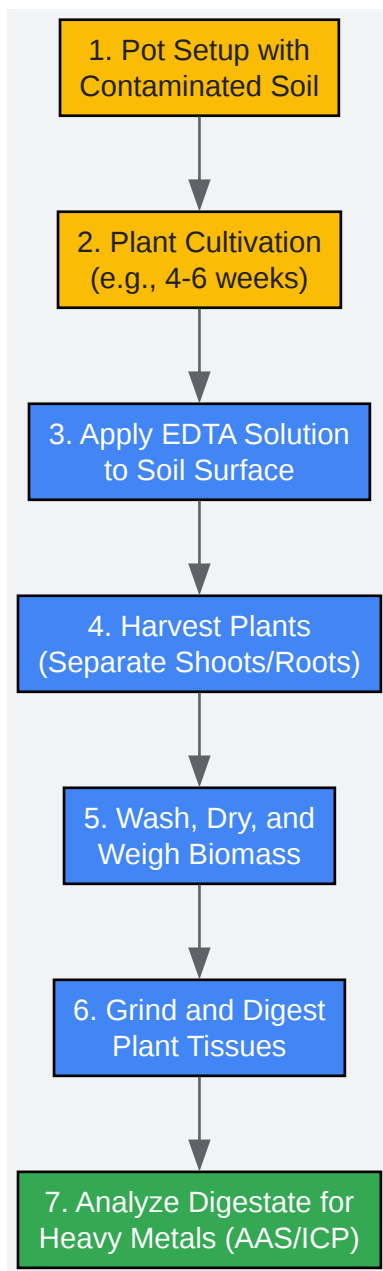 1. Pot Setup with
Contaminated Soil
2. Plant Cultivation
(e.g., 4-6 weeks)
3. Apply EDTA Solution
to Soil Surface
4. Harvest Plants
(Separate Shoots/Roots)
5. Wash, Dry, and
Weigh Biomass
6. Grind and Digest
Plant Tissues
7. Analyze Digestate for
Heavy Metals (AAS/ICP)